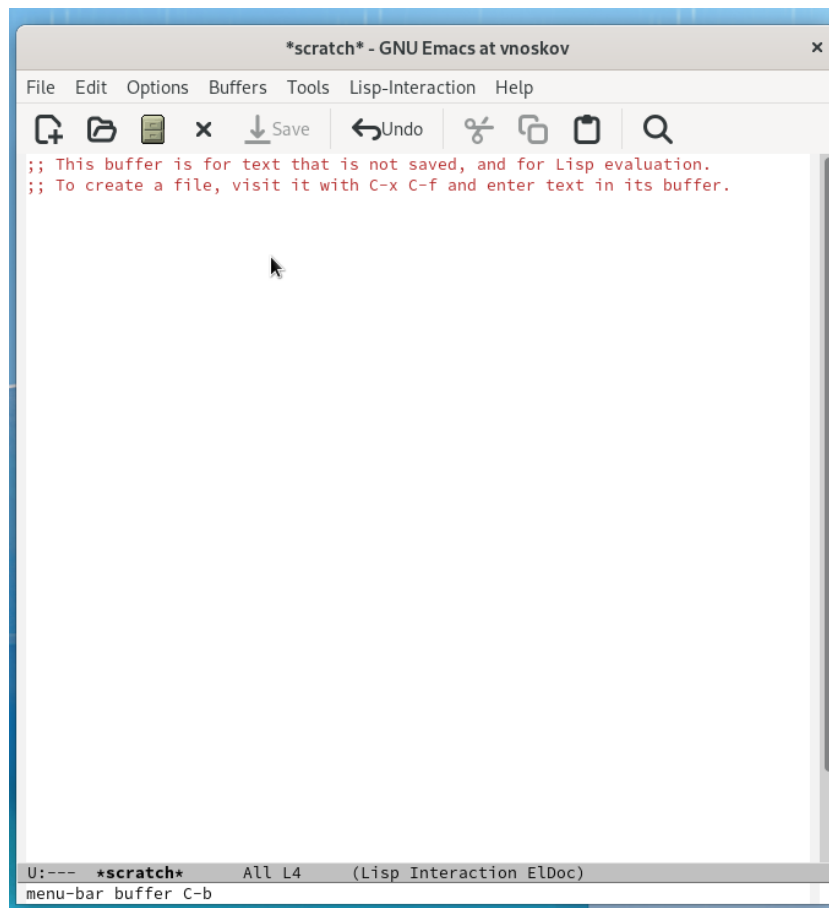 *scratch* - GNU Emacs at vnoskov
File Edit Options Buffers Tools Lisp-Interaction Help
Save Undo
;; This buffer is for text that is not saved, and for Lisp evaluation.
;; To create a file, visit it with C-x C-f and enter text in its buffer.
U:--- *scratch* All L4 (Lisp Interaction ElDoc)
menu-bar buffer C-b